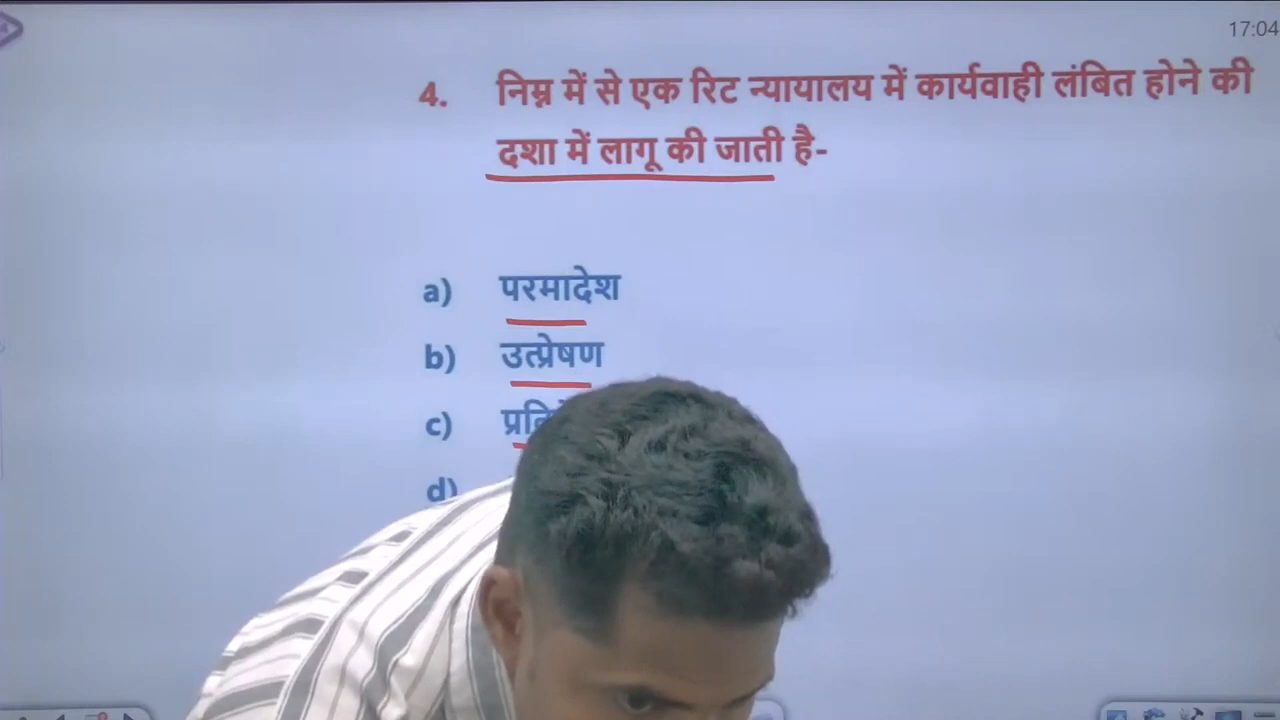 17:04
4. निम्न में से एक रिट न्यायालय में कार्यवाही लंबित होने की
दशा में लागू की जाती है-
a) परमादेश
b) उत्प्रेषण
c)
d)